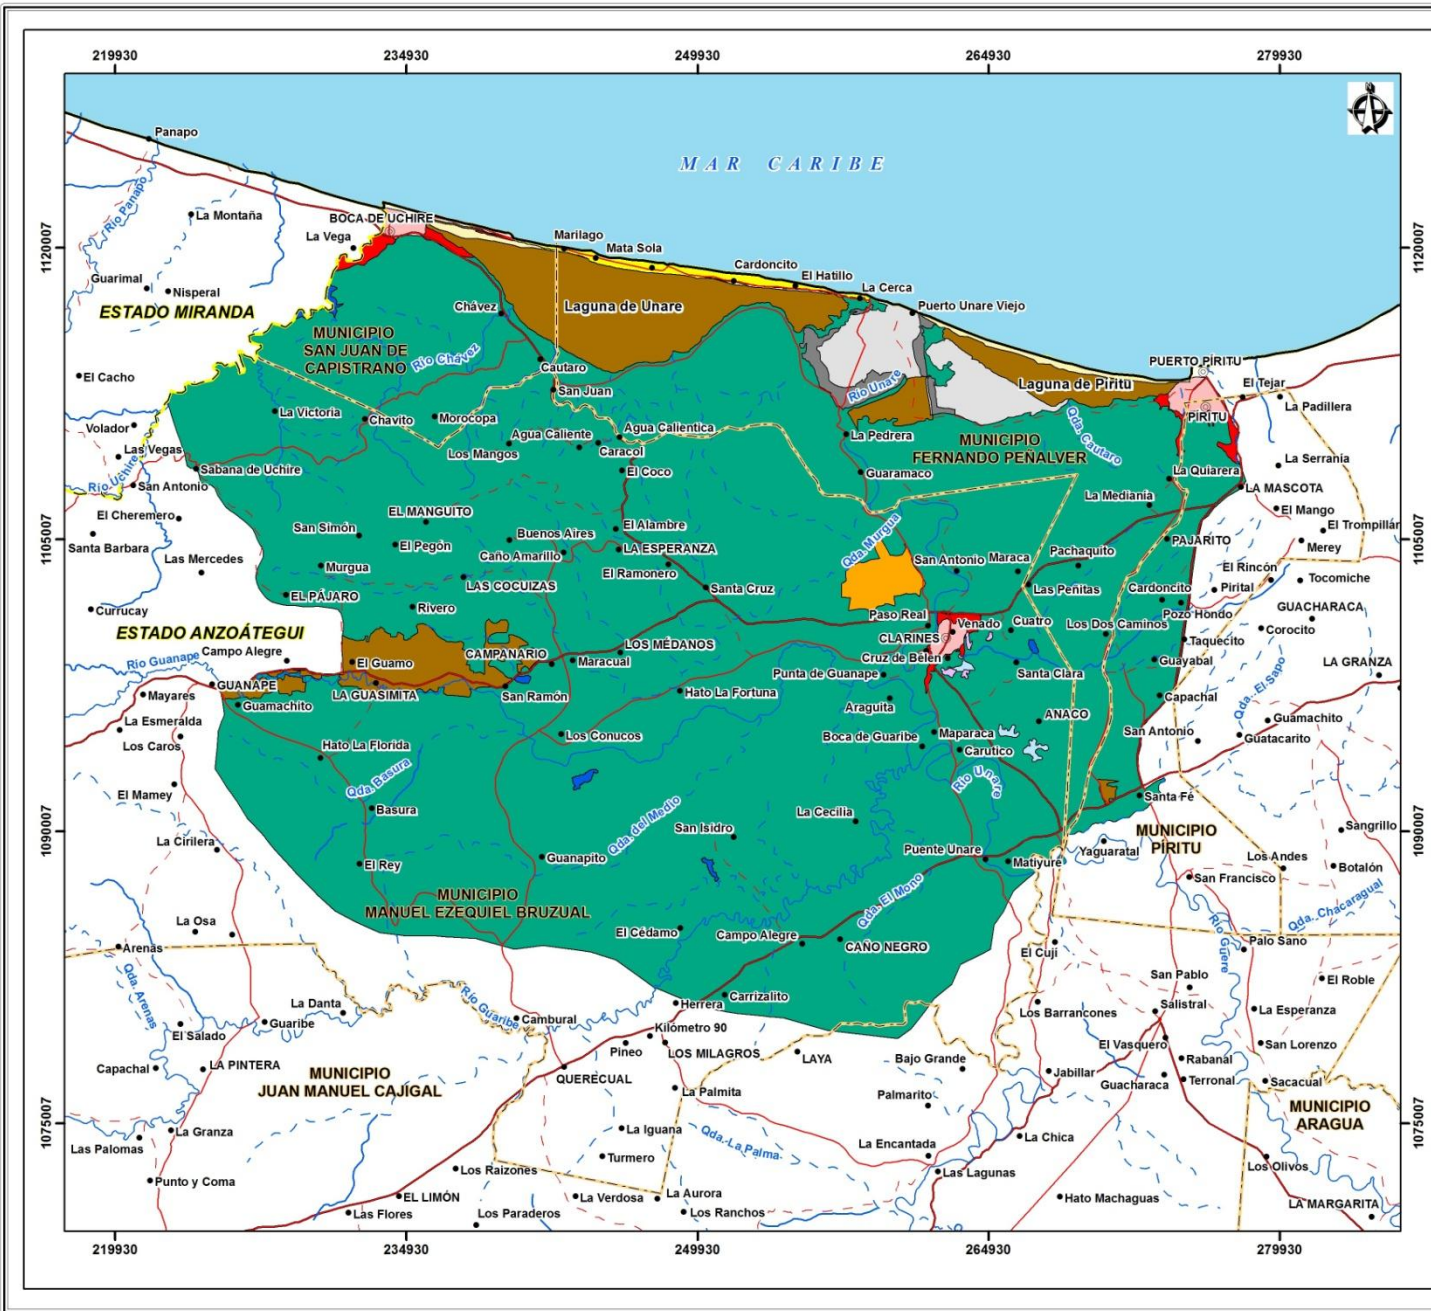 219930
234930
249930
264930
279930
Panapo
MAR CARIBE
Río Panapo
La Montaña
BOCA DE UCHIRE
La Vega
Marilago
Mata Sola
1120007
1120007
Cardoncito
El Hatillo
Guarimal
Nisperal
La Cerca
ESTADO MIRANDA
Laguna de Unare
Puerto Unare Viejo
Chávez
MUNICIPIO
SAN JUAN DE
CAPISTRANO
Río Chávez
Cautaro
PUERTO PÍRITU
El Cacho
San Juan
Río Unare
Laguna de Píritu
El Tejar
La Padillera
La Victoria
Chavito
Morocopa
PÍRITU
Volador
Agua Caliente
Agua Calientica
La Pedrera
MUNICIPIO
FERNANDO PEÑALVER
Qda. Cautaro
Las Vegas
Los Mangos
Caracol
La Serrania
Río Uchire
Sabana de Uchire
El Coco
Guaramaco
La Quiarera
San Antonio
La Medianía
LA MASCOTA
El Cheremero
EL MANGUITO
El Mango
San Simón
Buenos Aires
El Alambre
Qda. Murgua
El Trompillar
1105007
1105007
Santa Barbara
El Pegón
Caño Amarillo
LA ESPERANZA
Pachaquito
PAJARITO
Merey
Las Mercedes
Murgua
El Ramonero
San Antonio
Maraca
El Rincón
LAS COCUIZAS
Santa Cruz
Las Peñitas
Cardoncito
Pirital
Tocomiche
EL PÁJARO
Currucay
Rivero
Paso Real
Pozo Hondo
GUACHARACA
ESTADO ANZOÁTEGUI
Venado
Cuatro
Los Dos Caminos
Corocito
CLARINES
Taquecito
Río Guanape
Campo Alegre
El Guamo
CAMPANARIO
LOS MÉDANOS
Maracual
Cruz de Belén
Guayabal
LA GRANZA
GUANAPE
Punta de Guanape
Santa Clara
Qda. El Sapo
Mayares
Guamachito
LA GUASIMITA
San Ramón
Hato La Fortuna
Capachal
Araguita
ANACO
La Esmeralda
Guamachito
Los Caros
Hato La Florida
Los Conucos
Boca de Guaribe
Maparaca
San Antonio
Guatacarito
Carutico
Qda. Basura
Río Unare
El Mamey
Basura
Qda. del Medio
La Cecilia
Santa Fé
1090007
1090007
San Isidro
MUNICIPIO
PÍRITU
Sangrillo
La Cirilera
Yaguaratal
Guanapito
Puente Unare
Matiyure
Los Andes
El Rey
Botalón
San Francisco
MUNICIPIO
MANUEL EZEQUIEL BRUZUAL
Qda. El Mono
Qda. Chacaragual
La Osa
El Cédamo
Río Güere
Arenas
Campo Alegre
CAÑO NEGRO
Palo Sano
El Cují
Qda. Arenas
San Pablo
El Roble
La Danta
Río Guaribe
Carrizalito
Herrera
Salistral
Los Barrancones
La Esperanza
El Salado
Guaribe
Cambural
Kilómetro 90
Pineo
LOS MILAGROS
LAYA
El Vasquero
San Lorenzo
Bajo Grande
Rabanal
Capachal
LA PINTERA
MUNICIPIO
JUAN MANUEL CAJÍGAL
QUERECUAL
Jabillar
Guacharaca
Terronal
Sacacual
La Palmita
Palmarito
MUNICIPIO
ARAGUA
1075007
1075007
La Granza
La Iguana
Qda. La Palma
La Encantada
La Chica
Las Palomas
Turmero
Los Raizones
Las Lagunas
Los Olivos
Punto y Coma
EL LIMÓN
La Verdosa
La Aurora
Hato Machaguas
LA MARGARITA
Las Flores
Los Paraderos
Los Ranchos
219930
234930
249930
264930
279930